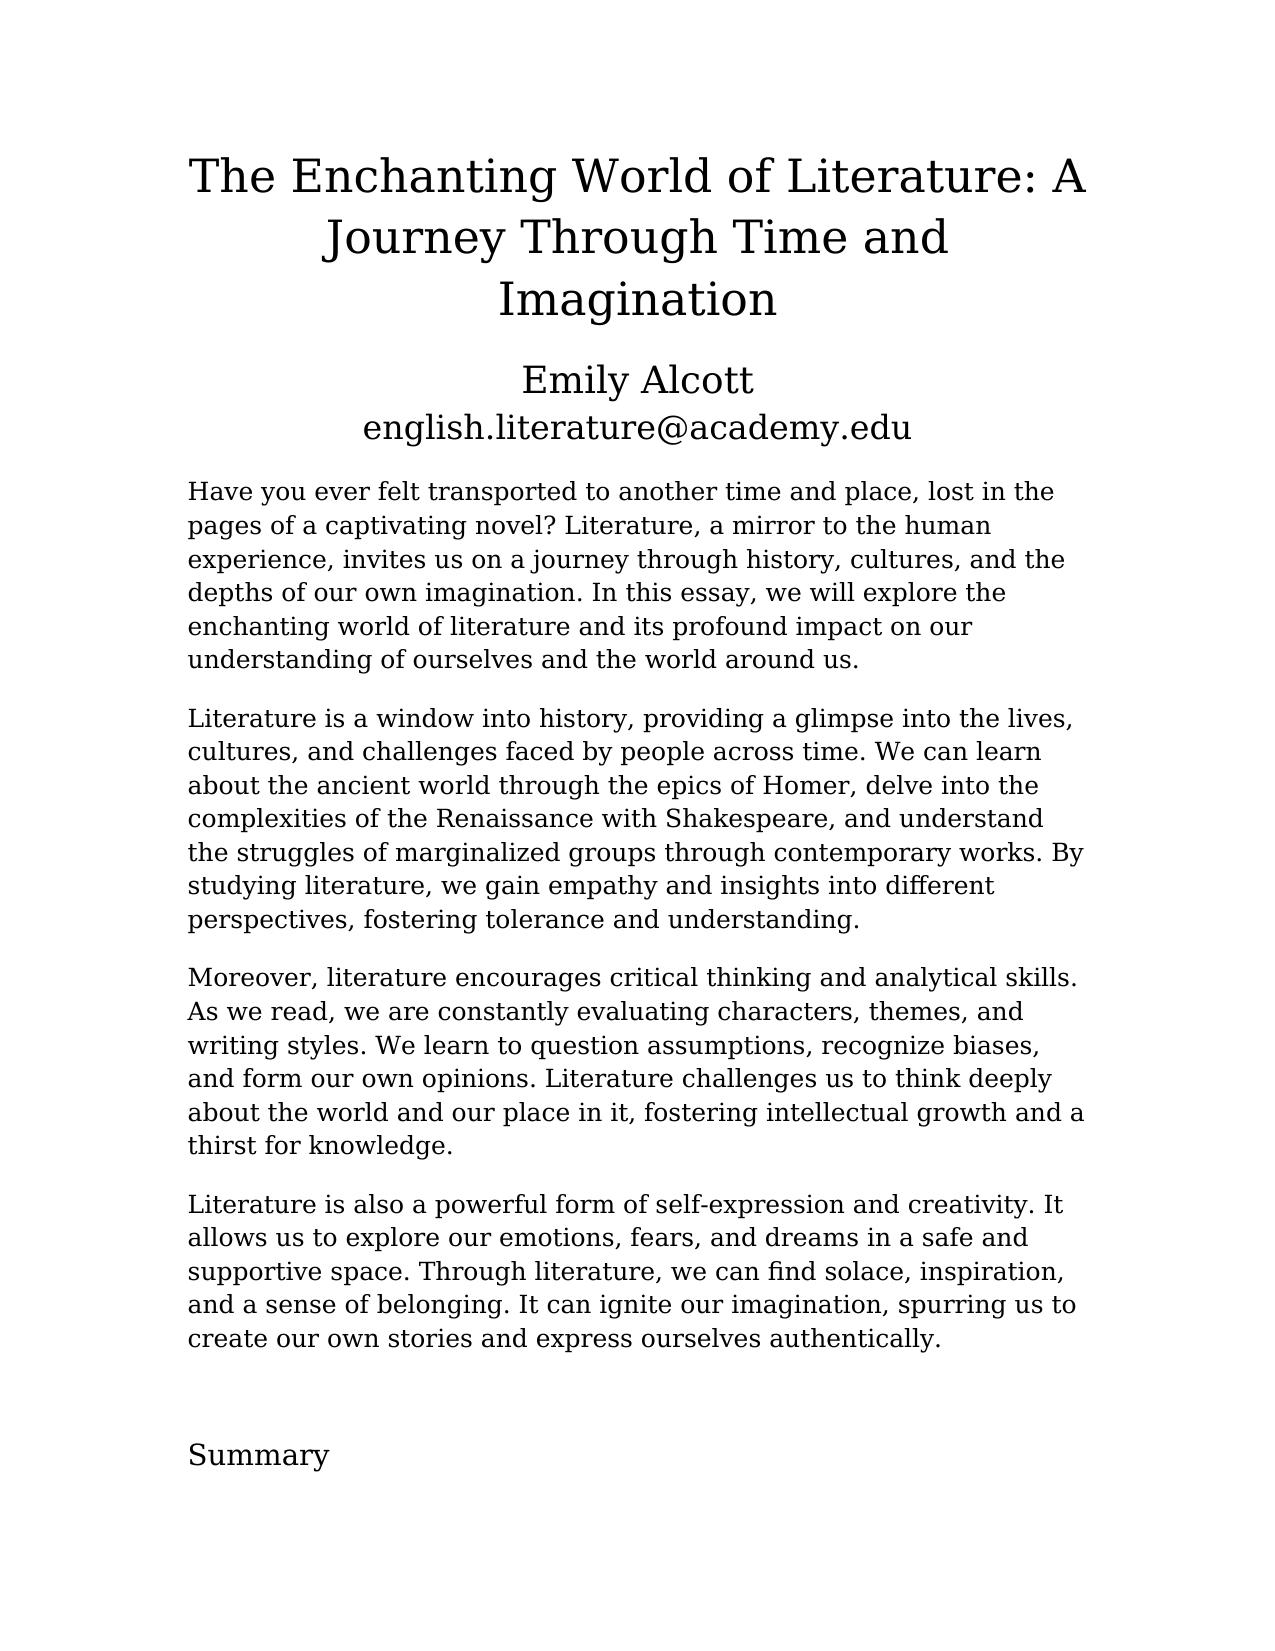 The Enchanting World of Literature: A
Journey Through Time and
Imagination
Emily Alcott
english.literature@academy.edu
Have you ever felt transported to another time and place, lost in the
pages of a captivating novel? Literature, a mirror to the human
experience, invites us on a journey through history, cultures, and the
depths of our own imagination. In this essay, we will explore the
enchanting world of literature and its profound impact on our
understanding of ourselves and the world around us.
Literature is a window into history, providing a glimpse into the lives,
cultures, and challenges faced by people across time. We can learn
about the ancient world through the epics of Homer, delve into the
complexities of the Renaissance with Shakespeare, and understand
the struggles of marginalized groups through contemporary works. By
studying literature, we gain empathy and insights into different
perspectives, fostering tolerance and understanding.
Moreover, literature encourages critical thinking and analytical skills.
As we read, we are constantly evaluating characters, themes, and
writing styles. We learn to question assumptions, recognize biases,
and form our own opinions. Literature challenges us to think deeply
about the world and our place in it, fostering intellectual growth and a
thirst for knowledge.
Literature is also a powerful form of self-expression and creativity. It
allows us to explore our emotions, fears, and dreams in a safe and
supportive space. Through literature, we can find solace, inspiration,
and a sense of belonging. It can ignite our imagination, spurring us to
create our own stories and express ourselves authentically.
Summary